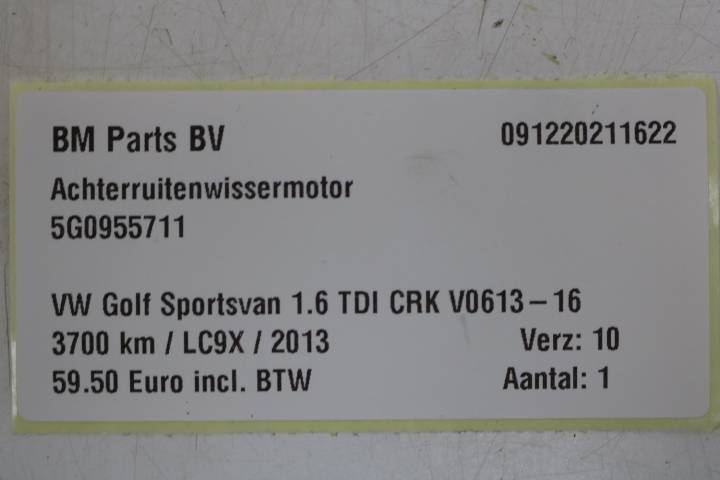 BM Parts BV 091220211622
Achterruitenwissermotor
5G0955711
VW Golf Sportsvan 1.6 TDI CRK V0613-16
3700 km / LC9X / 2013 Verz: 10
59.50 Euro incl. BTW Aantal: 1